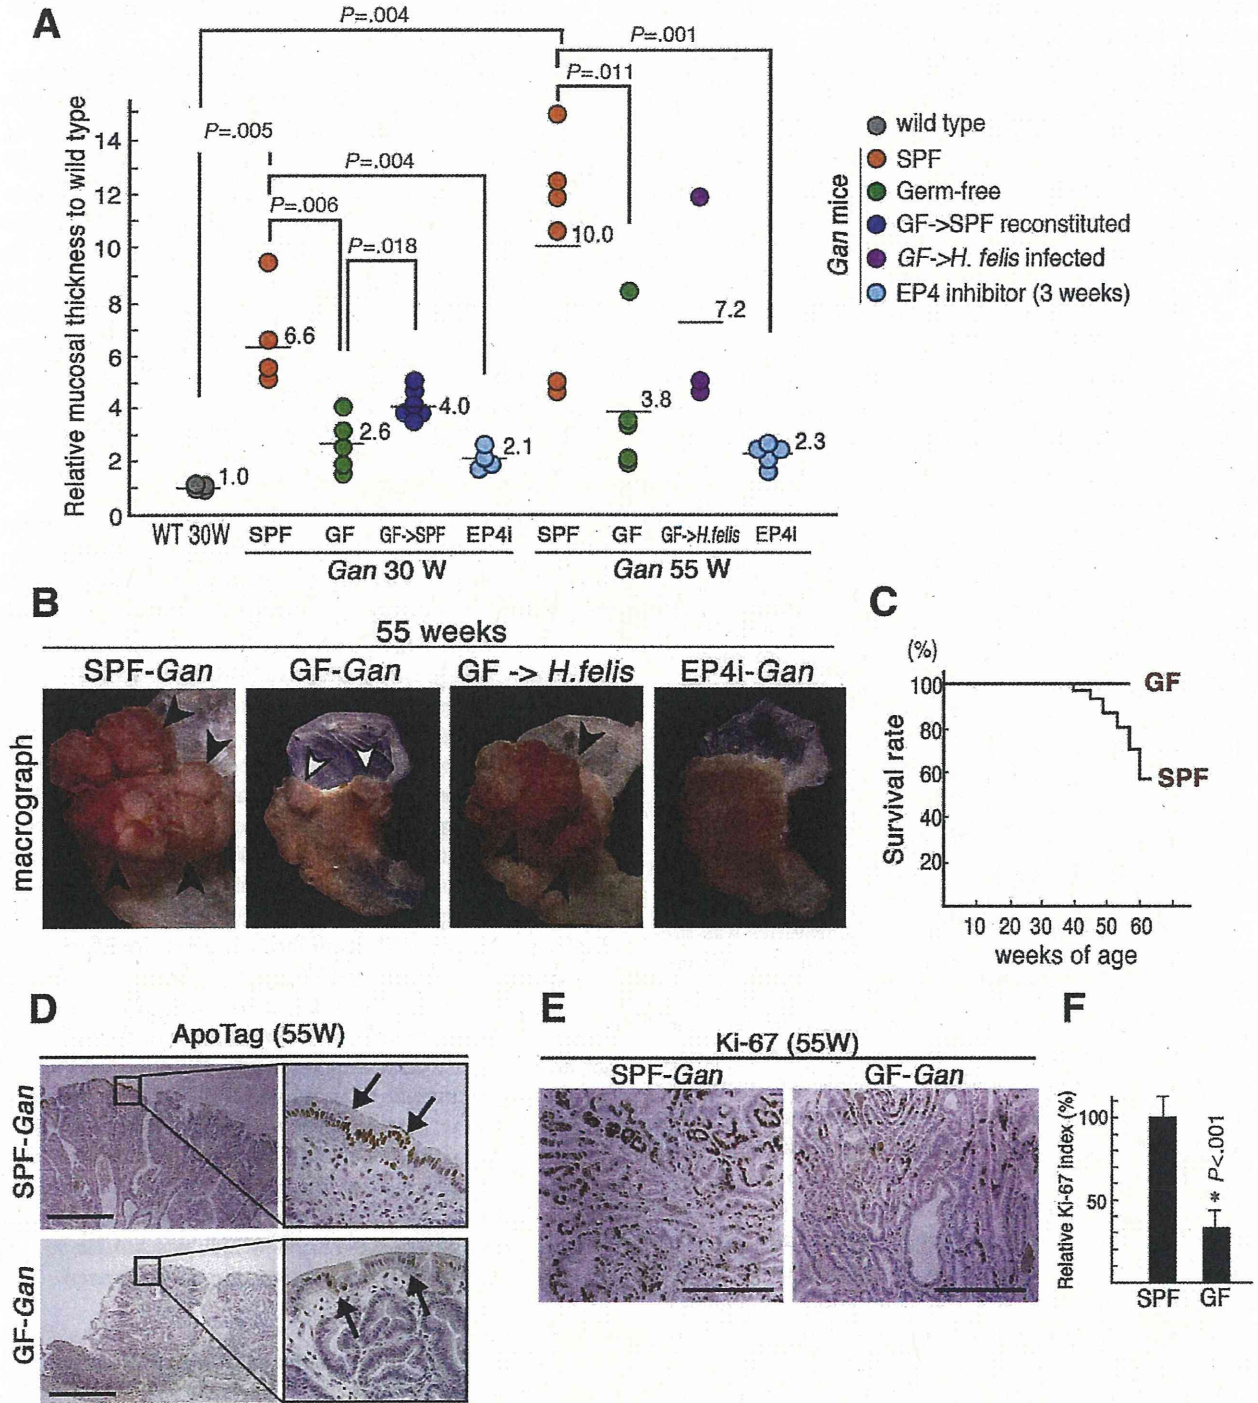 A
P=.004
P=.001
P=.011
P=.005
P=.004
P=.006
P=.018
Relative mucosal thickness to wild type
14
12
10
8
6
4
2
0
1.0
6.6
2.6
4.0
2.1
10.0
3.8
7.2
2.3
WT 30W
SPF
GF
GF->SPF
EP4i
SPF
GF
GF->H.felis
EP4i
Gan 30 W
Gan 55 W
wild type
Gan mice
SPF
Germ-free
GF->SPF reconstituted
GF->H. felis infected
EP4 inhibitor (3 weeks)
B
55 weeks
SPF-Gan
GF-Gan
GF -> H.felis
EP4i-Gan
macrograph
C
(%)
Survival rate
100
80
60
40
20
GF
SPF
10 20 30 40 50 60
weeks of age
D
ApoTag (55W)
SPF-Gan
GF-Gan
E
Ki-67 (55W)
SPF-Gan
GF-Gan
F
Relative Ki-67 index (%)
100
50
* P<.001
SPF GF